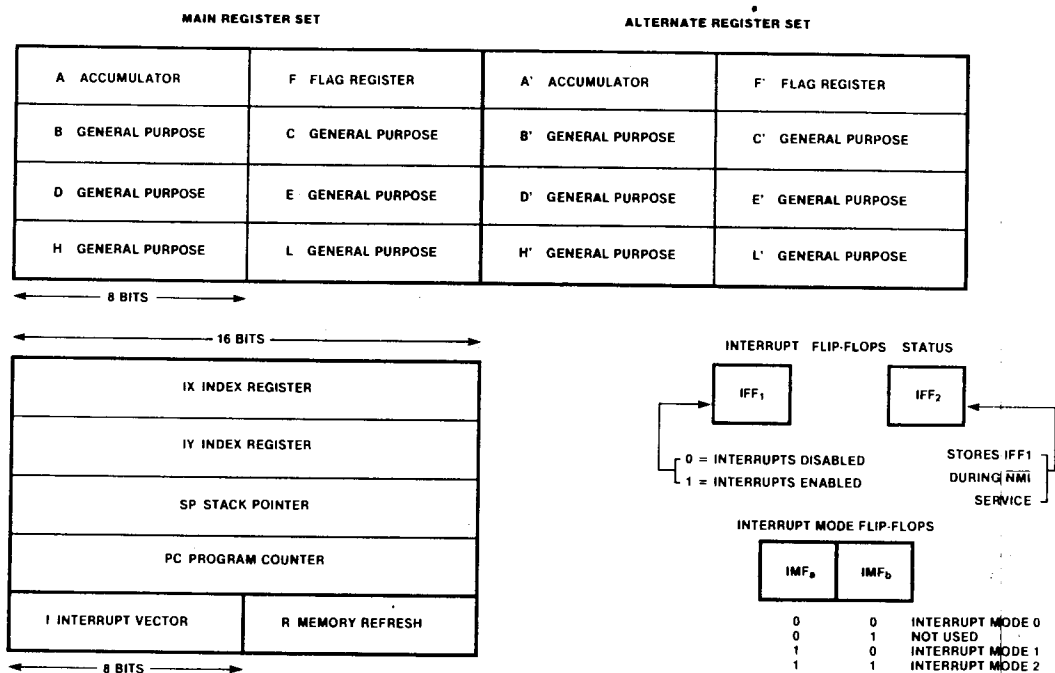 MAIN REGISTER SET
ALTERNATE REGISTER SET
A ACCUMULATOR
F FLAG REGISTER
A' ACCUMULATOR
F' FLAG REGISTER
B GENERAL PURPOSE
C GENERAL PURPOSE
B' GENERAL PURPOSE
C' GENERAL PURPOSE
D GENERAL PURPOSE
E GENERAL PURPOSE
D' GENERAL PURPOSE
E' GENERAL PURPOSE
H GENERAL PURPOSE
L GENERAL PURPOSE
H' GENERAL PURPOSE
L' GENERAL PURPOSE
8 BITS
16 BITS
IX INDEX REGISTER
IY INDEX REGISTER
SP STACK POINTER
PC PROGRAM COUNTER
I INTERRUPT VECTOR
R MEMORY REFRESH
8 BITS
INTERRUPT FLIP-FLOPS STATUS
IFF1
IFF2
0 = INTERRUPTS DISABLED
1 = INTERRUPTS ENABLED
STORES IFF1
DURING NMI
SERVICE
INTERRUPT MODE FLIP-FLOPS
IMFa
IMFb
0 0 INTERRUPT MODE 0
0 1 NOT USED
1 0 INTERRUPT MODE 1
1 1 INTERRUPT MODE 2